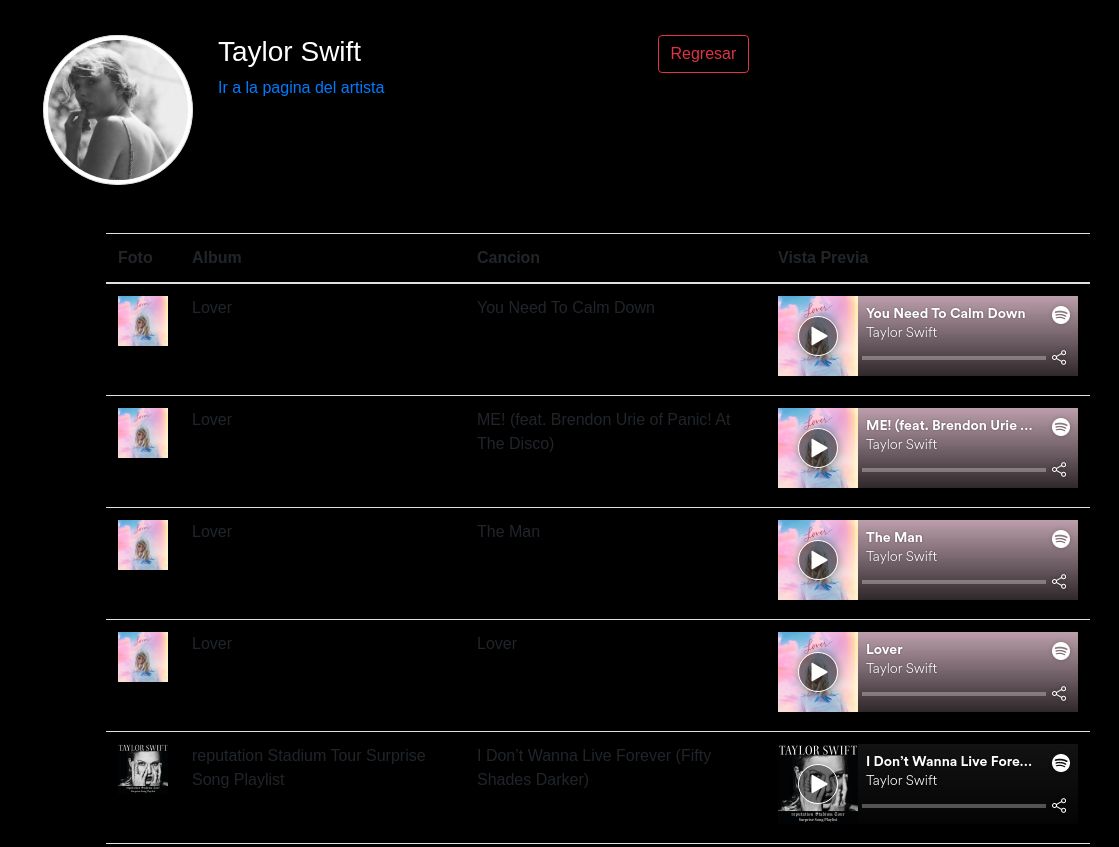 Taylor Swift
Regresar
Ir a la pagina del artista
Foto Album Cancion Vista Previa
Lover You Need To Calm Down
You Need To Calm Down
Taylor Swift
Lover ME! (feat. Brendon Urie of Panic! At
The Disco)
ME! (feat. Brendon Urie ...
Taylor Swift
Lover The Man
The Man
Taylor Swift
Lover Lover
Lover
Taylor Swift
reputation Stadium Tour Surprise
Song Playlist
I Don't Wanna Live Forever (Fifty
Shades Darker)
TAYLOR SWIFT
reputation Stadium Tour
Surprise Song Playlist
I Don't Wanna Live Fore...
Taylor Swift